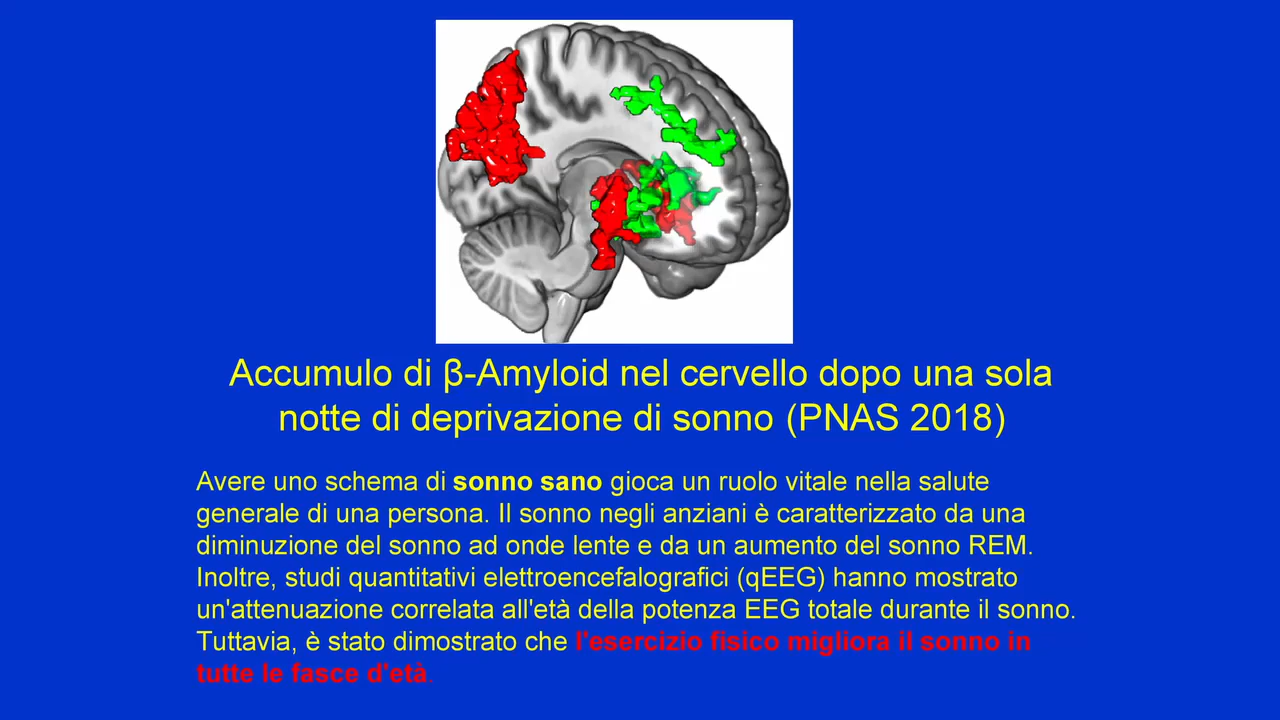 Accumulo di β-Amyloid nel cervello dopo una sola
notte di deprivazione di sonno (PNAS 2018)
Avere uno schema di sonno sano gioca un ruolo vitale nella salute
generale di una persona. Il sonno negli anziani è caratterizzato da una
diminuzione del sonno ad onde lente e da un aumento del sonno REM.
Inoltre, studi quantitativi elettroencefalografici (qEEG) hanno mostrato
un'attenuazione correlata all'età della potenza EEG totale durante il sonno.
Tuttavia, è stato dimostrato che l'esercizio fisico migliora il sonno in
tutte le fasce d'età.